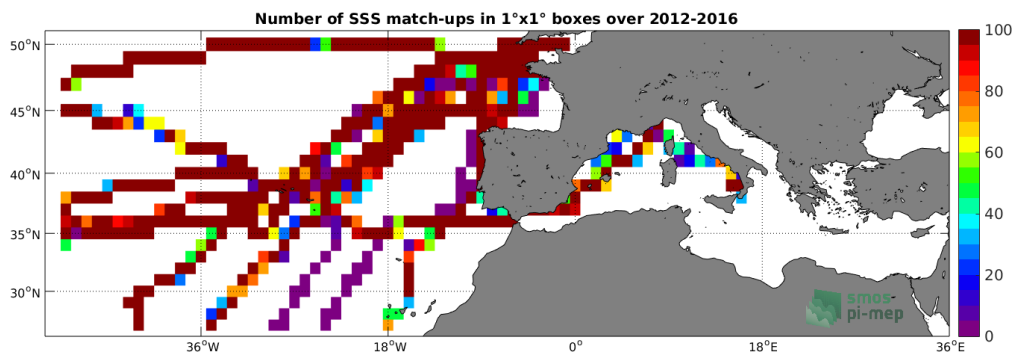 Number of SSS match-ups in 1°x1° boxes over 2012-2016
50°N
45°N
40°N
35°N
30°N
36°W
18°W
0°
18°E
36°E
100
80
60
40
20
0
smos
pi-mep